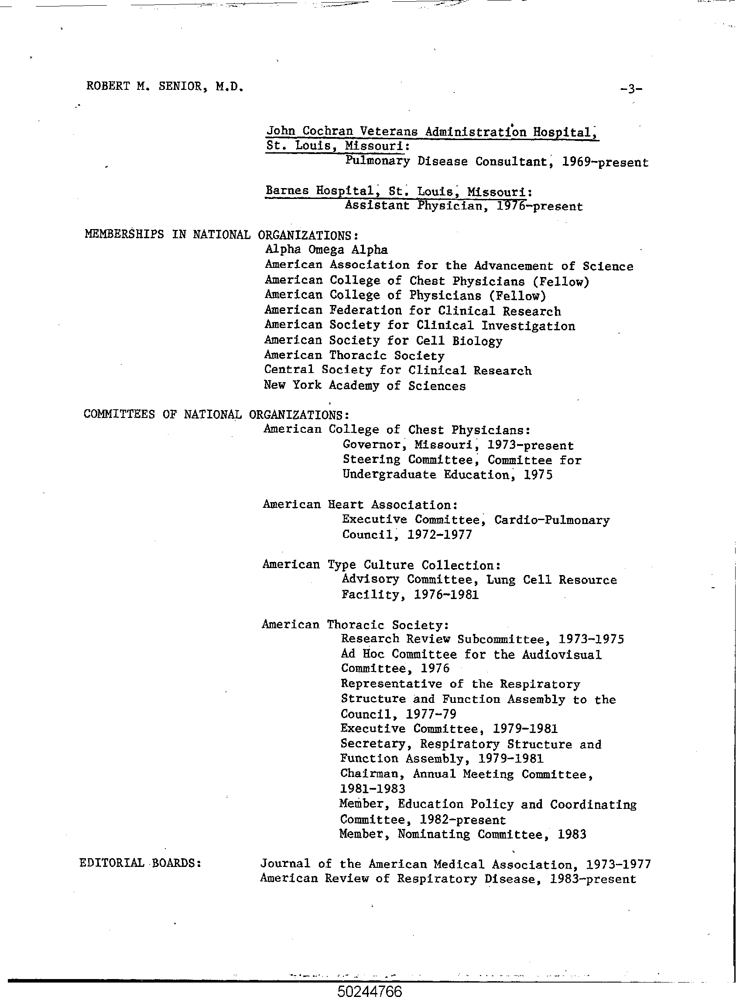 ROBERT M. SENIOR, M.D. -3-
John Cochran Veterans Administration Hospital,
St. Louis, Missouri:
Pulmonary Disease Consultant, 1969-present
Barnes Hospital, St. Louis, Missouri:
Assistant Physician, 1976-present
MEMBERSHIPS IN NATIONAL ORGANIZATIONS:
Alpha Omega Alpha
American Association for the Advancement of Science
American College of Chest Physicians (Fellow)
American College of Physicians (Fellow)
American Federation for Clinical Research
American Society for Clinical Investigation
American Society for Cell Biology
American Thoracic Society
Central Society for Clinical Research
New York Academy of Sciences
COMMITTEES OF NATIONAL ORGANIZATIONS:
American College of Chest Physicians:
Governor, Missouri, 1973-present
Steering Committee, Committee for
Undergraduate Education, 1975
American Heart Association:
Executive Committee, Cardio-Pulmonary
Council, 1972-1977
American Type Culture Collection:
Advisory Committee, Lung Cell Resource
Facility, 1976-1981
American Thoracic Society:
Research Review Subcommittee, 1973-1975
Ad Hoc Committee for the Audiovisual
Committee, 1976
Representative of the Respiratory
Structure and Function Assembly to the
Council, 1977-79
Executive Committee, 1979-1981
Secretary, Respiratory Structure and
Function Assembly, 1979-1981
Chairman, Annual Meeting Committee,
1981-1983
Member, Education Policy and Coordinating
Committee, 1982-present
Member, Nominating Committee, 1983
EDITORIAL BOARDS: Journal of the American Medical Association, 1973-1977
American Review of Respiratory Disease, 1983-present
50244766